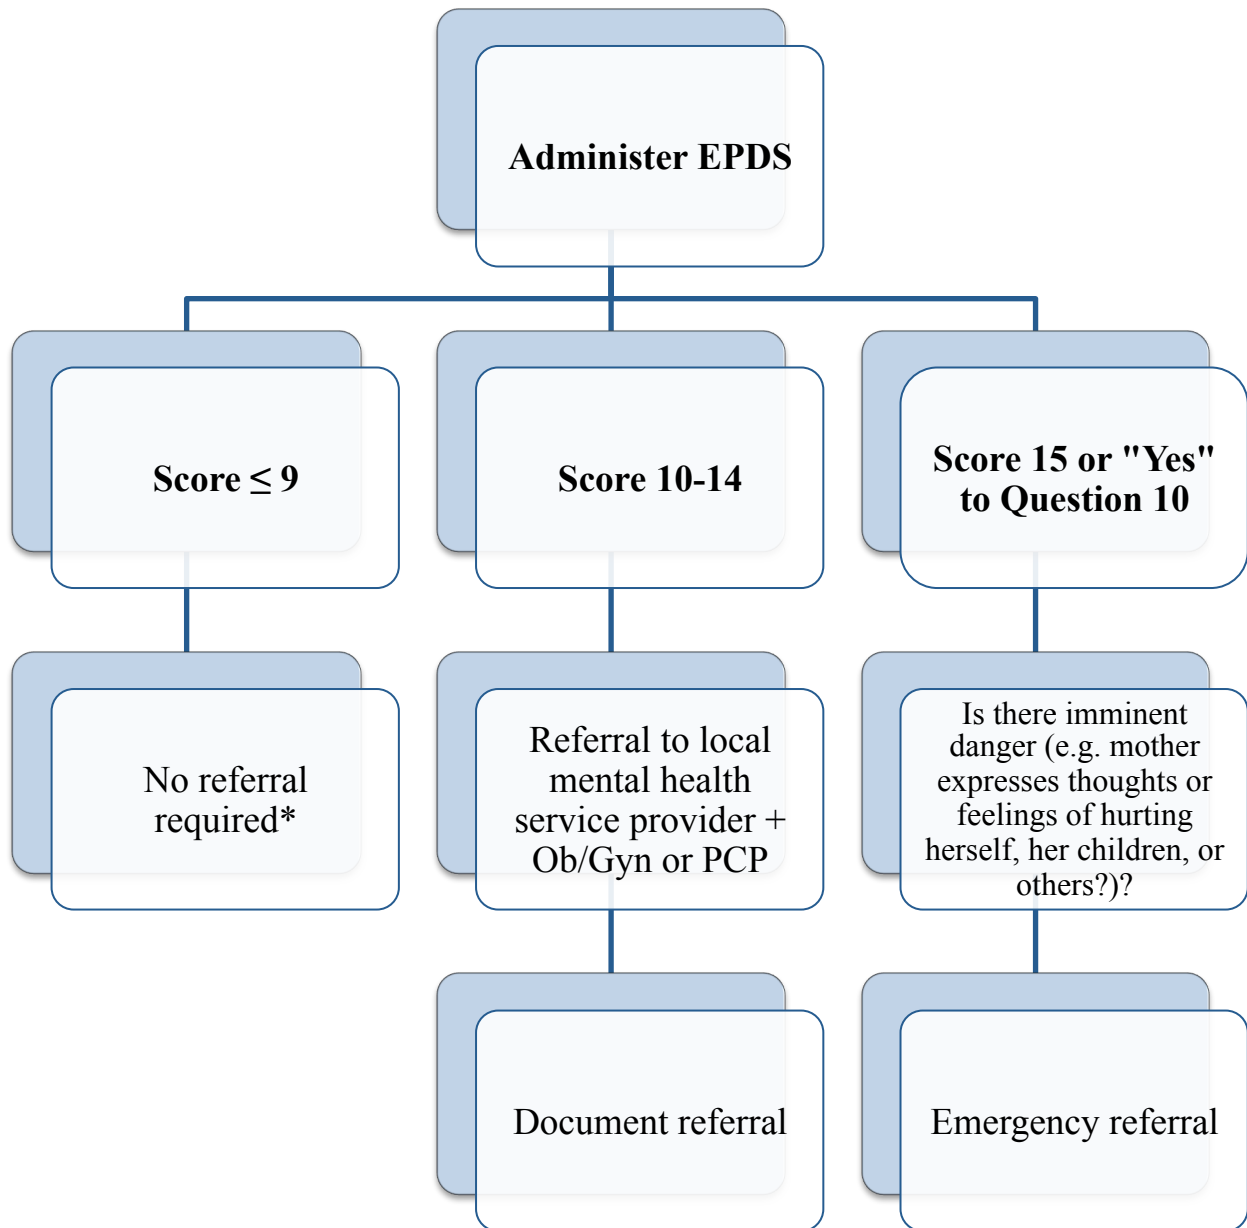 Administer EPDS
Score ≤ 9
Score 10-14
Score 15 or "Yes"
to Question 10
No referral
required*
Referral to local
mental health
service provider +
Ob/Gyn or PCP
Is there imminent
danger (e.g. mother
expresses thoughts or
feelings of hurting
herself, her children, or
others?)?
Document referral
Emergency referral